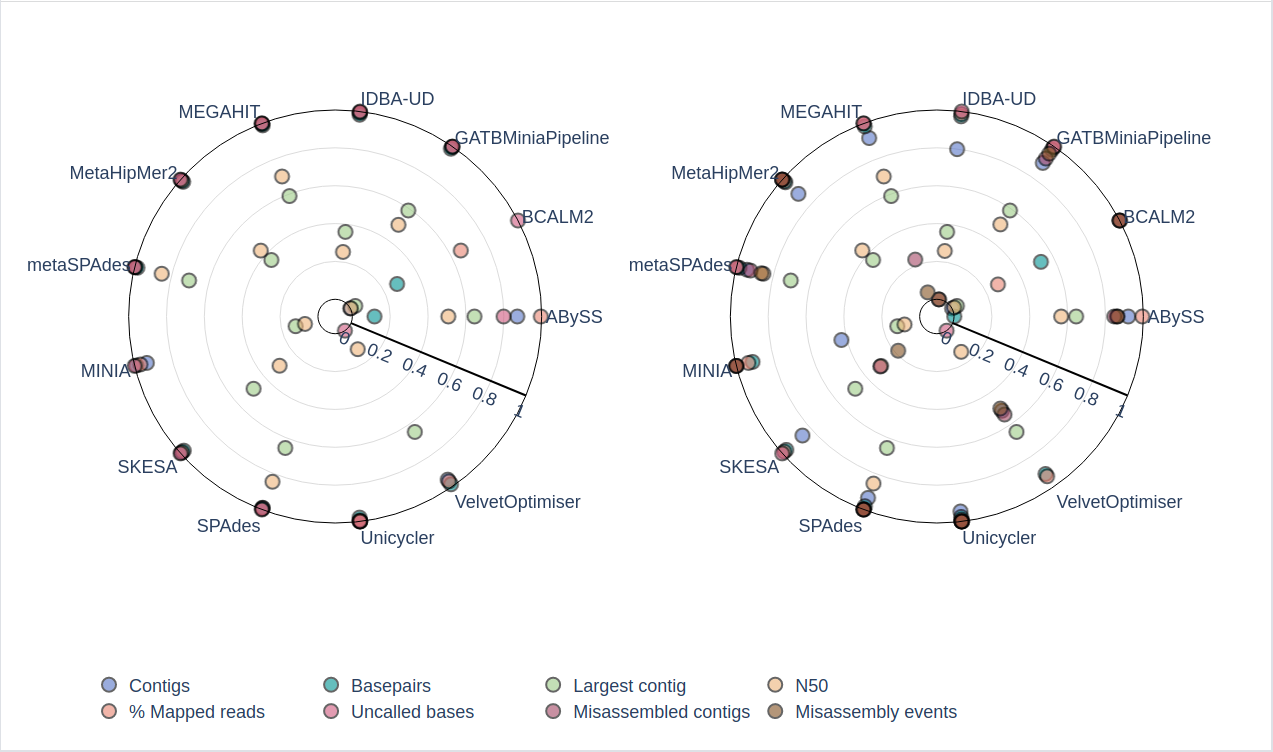 IDBA-UD
MEGAHIT
GATBMiniaPipeline
MetaHipMer2
BCALM2
metaSPAdes
ABySS
0
0.2
0.4
0.6
0.8
1
MINIA
SKESA
VelvetOptimiser
SPAdes
Unicycler
IDBA-UD
MEGAHIT
GATBMiniaPipeline
MetaHipMer2
BCALM2
metaSPAdes
ABySS
0
0.2
0.4
0.6
0.8
1
MINIA
SKESA
VelvetOptimiser
SPAdes
Unicycler
Contigs Basepairs Largest contig N50
% Mapped reads Uncalled bases Misassembled contigs Misassembly events